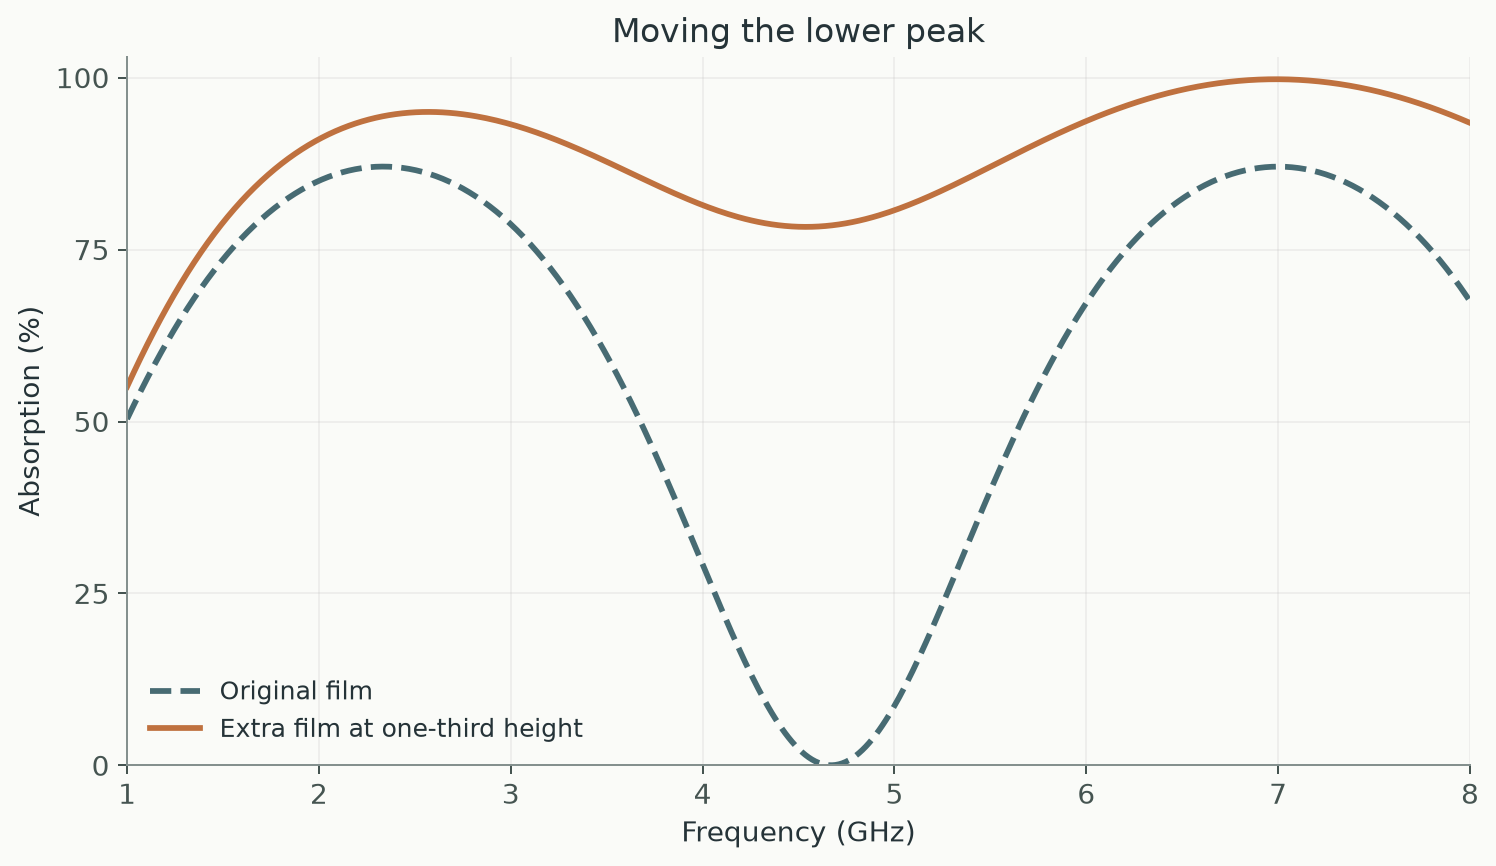 Moving the lower peak
Absorption (%)
100
75
50
25
0
Original film
Extra film at one-third height
1 2 3 4 5 6 7 8
Frequency (GHz)